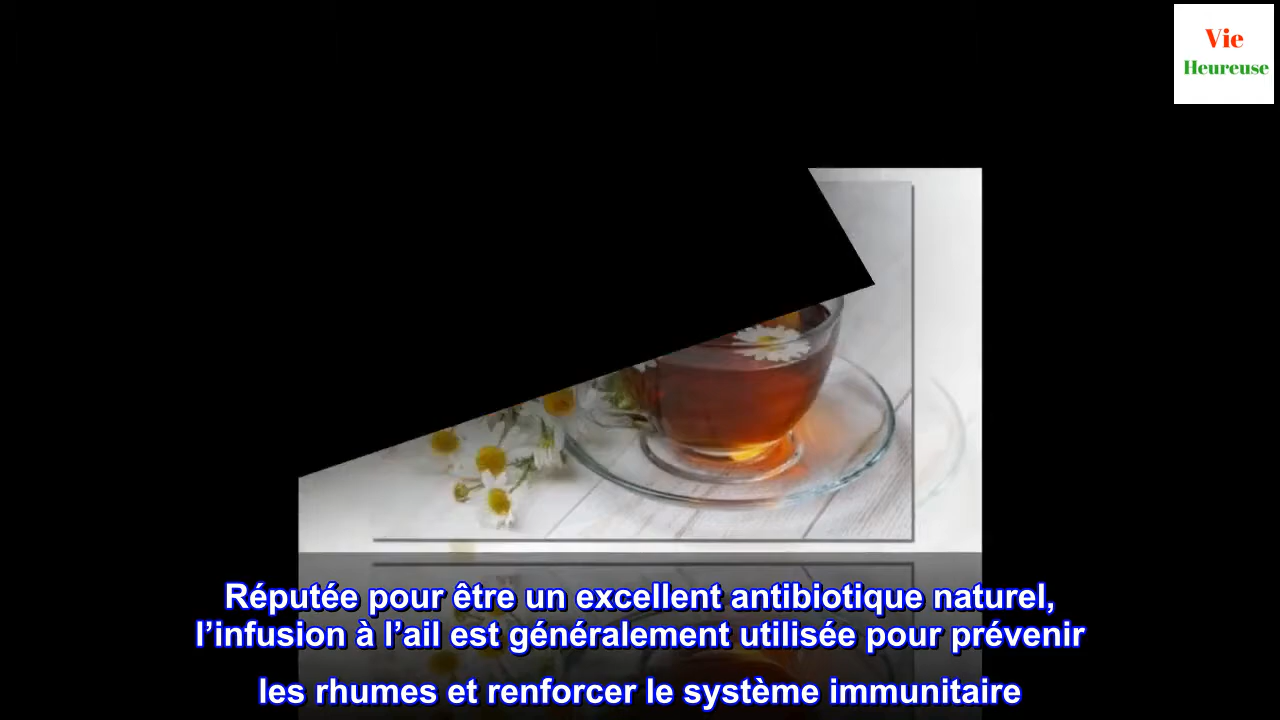 Vie
Heureuse
Réputée pour être un excellent antibiotique naturel,
l’infusion à l’ail est généralement utilisée pour prévenir
les rhumes et renforcer le système immunitaire